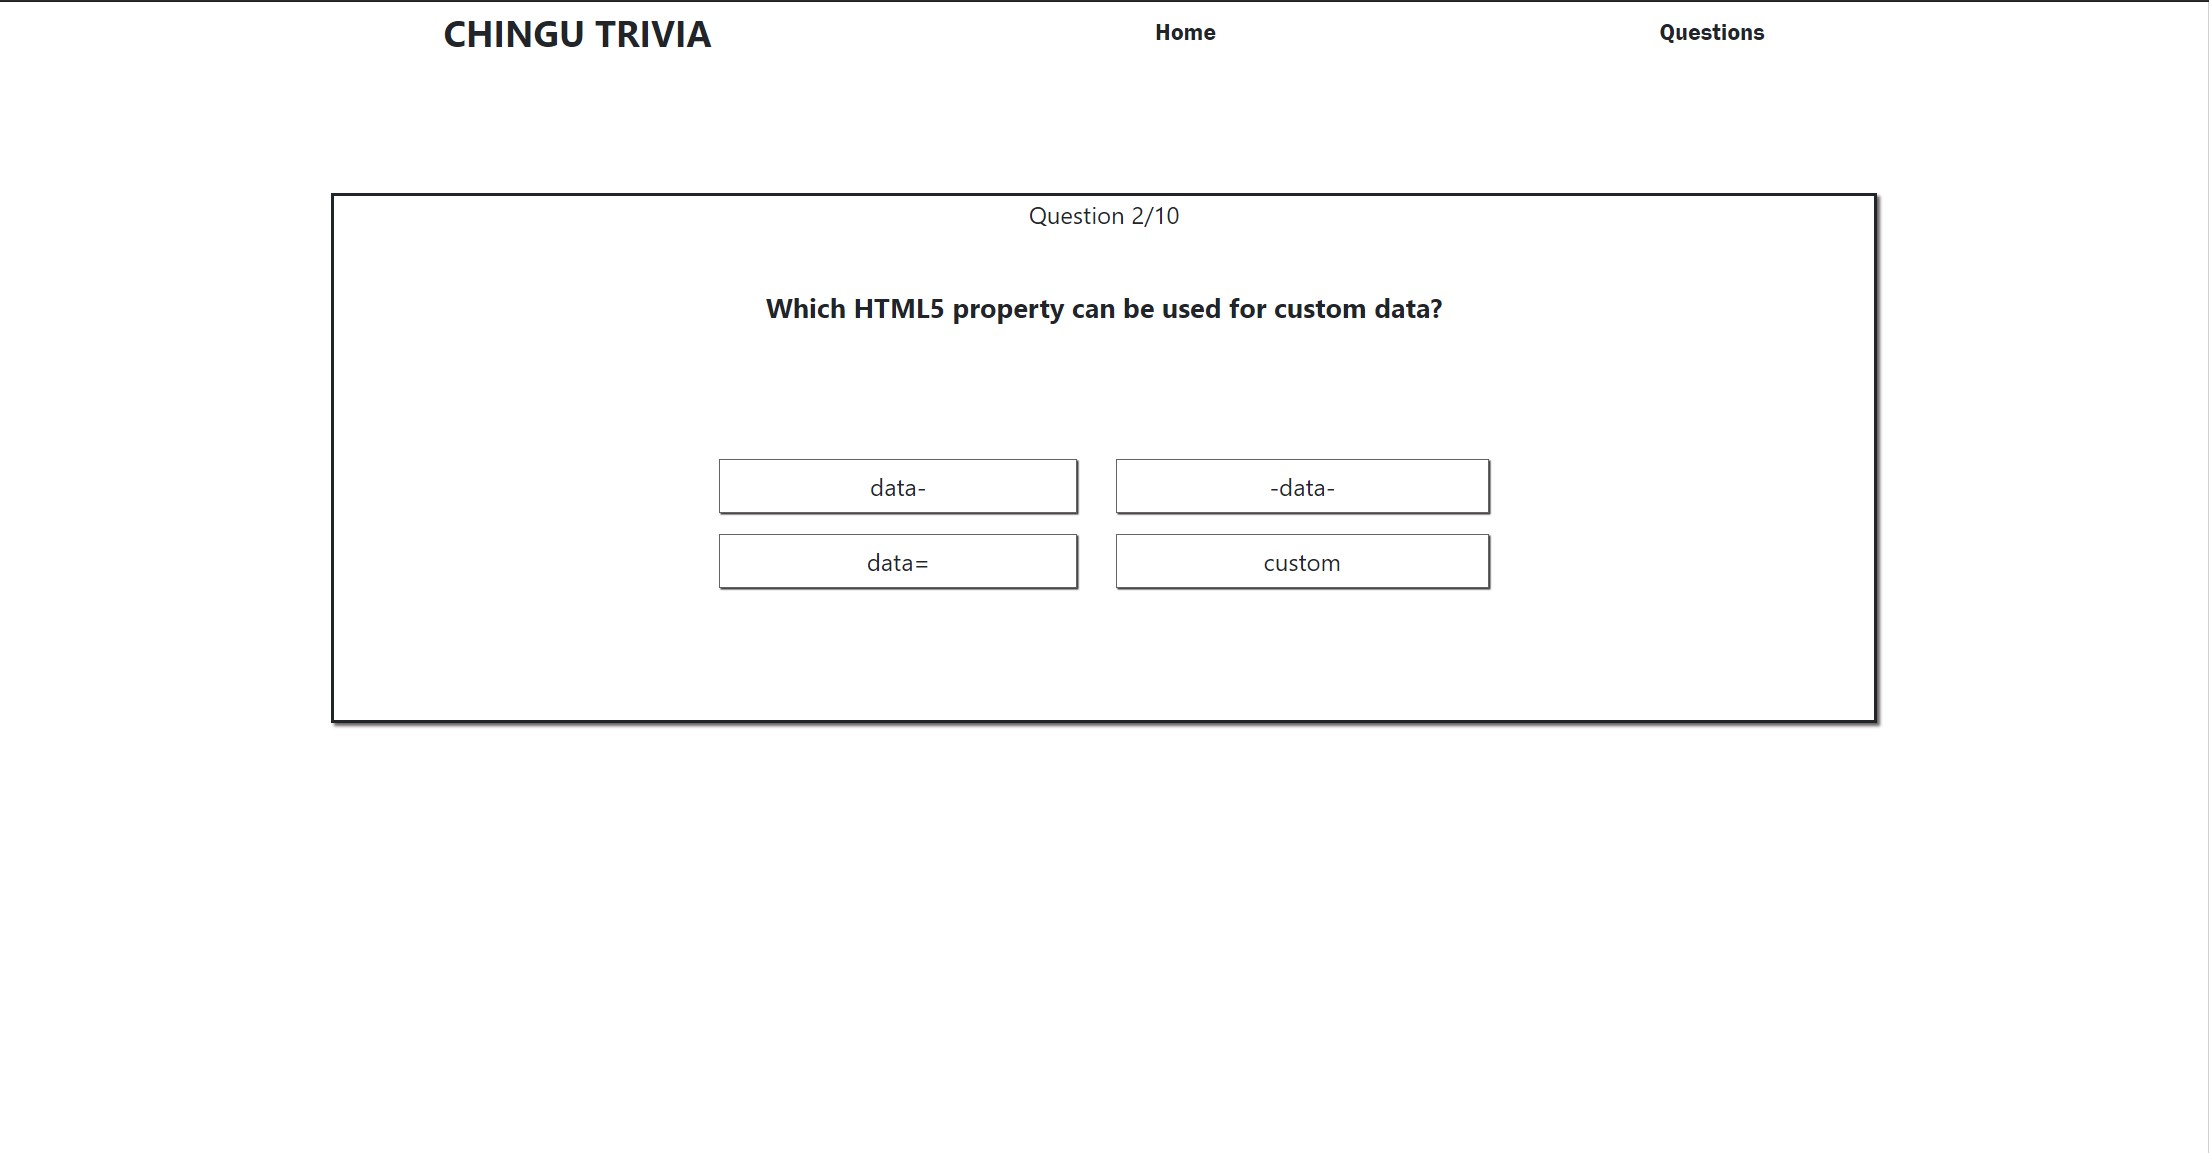 CHINGU TRIVIA
Home
Questions
Question 2/10
Which HTML5 property can be used for custom data?
data-
-data-
data=
custom